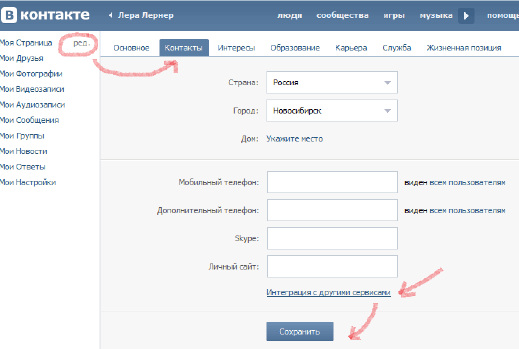 В контакте
Лера Лернер
люди сообщества игры музыка помощь
Моя Страница ред.
Мои Друзья
Мои Фотографии
Мои Видеозаписи
Мои Аудиозаписи
Мои Сообщения
Мои Группы
Мои Новости
Мои Ответы
Мои Настройки
Основное Контакты Интересы Образование Карьера Служба Жизненная позиция
Страна: Россия
Город: Новосибирск
Дом: Укажите место
Мобильный телефон: виден всем пользователям
Дополнительный телефон: виден всем пользователям
Skype:
Личный сайт:
Интеграция с другими сервисами
Сохранить